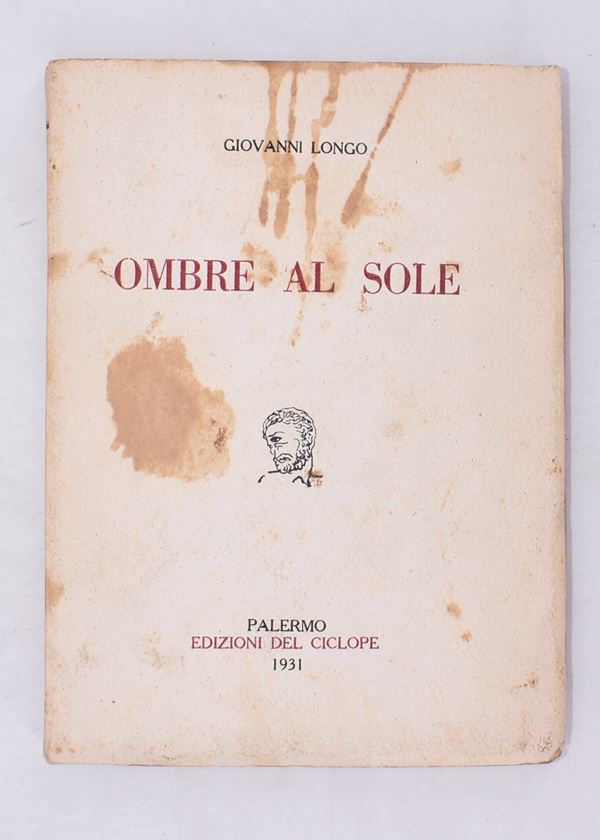 GIOVANNI LONGO
OMBRE AL SOLE
PALERMO
EDIZIONI DEL CICLOPE
1931